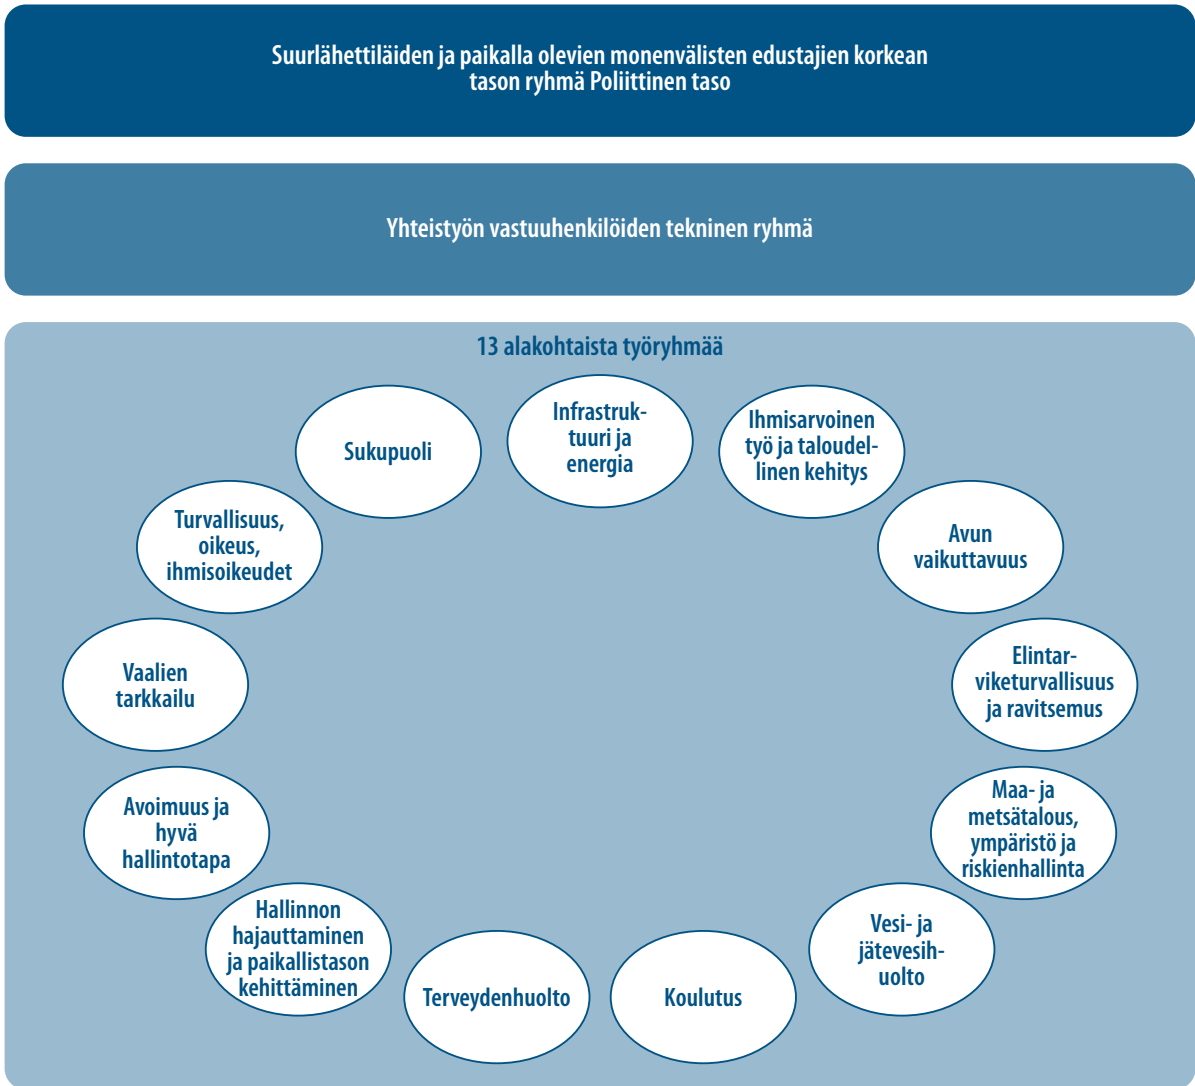 Suurlähettiläiden ja paikalla olevien monenvälisten edustajien korkean
tason ryhmä Poliittinen taso
Yhteistyön vastuuhenkilöiden tekninen ryhmä
13 alakohtaista työryhmää
Infrastruk-
tuuri ja
energia
Ihmisarvoinen
työ ja taloudel-
linen kehitys
Avun
vaikuttavuus
Elintar-
viketurvallisuus
ja ravitsemus
Maa- ja
metsätalous,
ympäristö ja
riskienhallinta
Vesi- ja
jätevesih-
uolto
Koulutus
Terveydenhuolto
Hallinnon
hajauttaminen
ja paikallistason
kehittäminen
Avoimuus ja
hyvä
hallintotapa
Vaalien
tarkkailu
Turvallisuus,
oikeus,
ihmisoikeudet
Sukupuoli